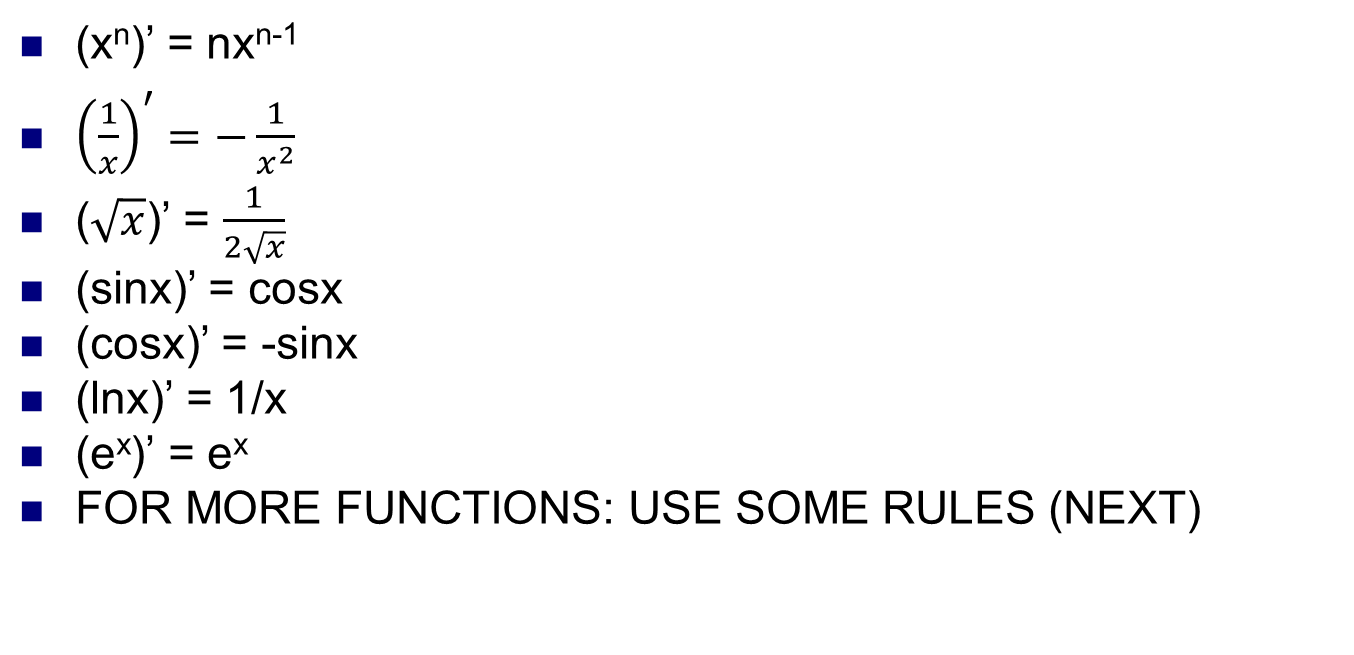 (xⁿ)’ = nxⁿ⁻¹
(1/x)′ = −1/x²
(√x)’ = 1/(2√x)
(sinx)’ = cosx
(cosx)’ = -sinx
(lnx)’ = 1/x
(eˣ)’ = eˣ
FOR MORE FUNCTIONS: USE SOME RULES (NEXT)